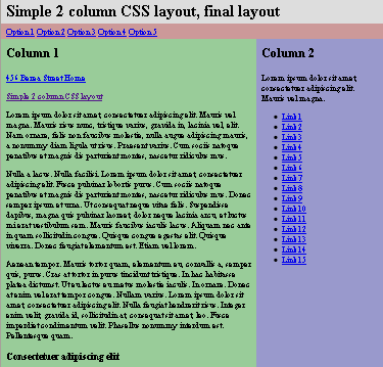 Simple 2 column CSS layout, final layout
Option1 Option2 Option3 Option4 Option5
Column 1
456 Berea Street Home
Simple 2 column CSS layout
Lorem ipsum dolor sit amet, consectetuer adipiscing elit. Mauris vel
magna. Mauris risus nunc, tristique varius, gravida in, lacinia vel, elit.
Nam ornare, felis non faucibus molestie, nulla augue adipiscing mauris,
a nonummy diam ligula ut risus. Praesent varius. Cum sociis natoque
penatibus et magnis dis parturient montes, nascetur ridiculus mus.
Nulla a lacus. Nulla facilisi. Lorem ipsum dolor sit amet, consectetuer
adipiscing elit. Fusce pulvinar lobortis purus. Cum sociis natoque
penatibus et magnis dis parturient montes, nascetur ridiculus mus. Donec
semper ipsum et urna. Ut consequat neque vitae felis. Suspendisse
dapibus, magna quis pulvinar laoreet, dolor neque lacinia arcu, et luctus
mi erat vestibulum sem. Mauris faucibus iaculis lacus. Aliquam nec ante
in quam sollicitudin congue. Quisque congue egestas elit. Quisque
viverra. Donec feugiat elementum est. Etiam vel lorem.
Aenean tempor. Mauris tortor quam, elementum eu, convallis a, semper
quis, purus. Cras at tortor in purus tincidunt tristique. In hac habitasse
platea dictumst. Ut eu lectus eu metus molestie iaculis. In ornare. Donec
at enim vel erat tempor congue. Nullam varius. Lorem ipsum dolor sit
amet, consectetuer adipiscing elit. Nulla feugiat hendrerit risus. Integer
enim velit, gravida id, sollicitudin at, consequat sit amet, leo. Fusce
imperdiet condimentum velit. Phasellus nonummy interdum est.
Pellentesque quam.
Consectetuer adipiscing elit
Column 2
Lorem ipsum dolor sit amet,
consectetuer adipiscing elit.
Mauris vel magna.
Link1
Link2
Link3
Link4
Link5
Link6
Link7
Link8
Link9
Link10
Link11
Link12
Link13
Link14
Link15